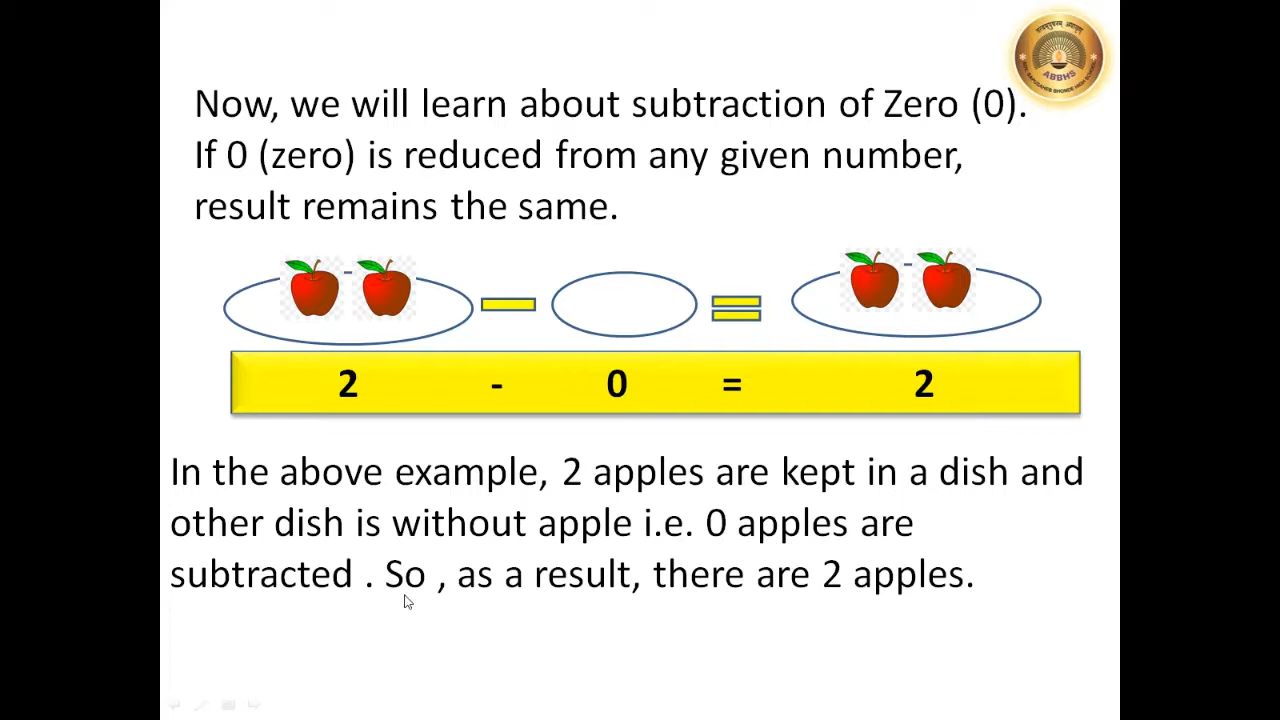 ABBHS
Now, we will learn about subtraction of Zero (0).
If 0 (zero) is reduced from any given number,
result remains the same.
2 - 0 = 2
In the above example, 2 apples are kept in a dish and
other dish is without apple i.e. 0 apples are
subtracted . So , as a result, there are 2 apples.